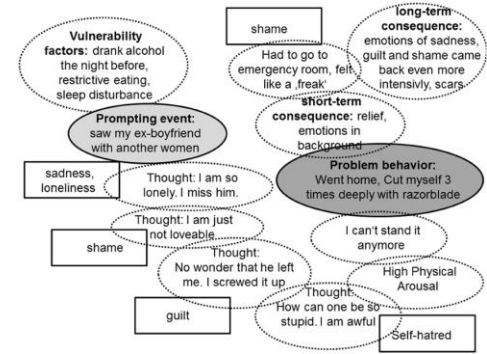 Vulnerability
factors: drank alcohol
the night before,
restrictive eating,
sleep disturbance
Prompting event:
saw my ex-boyfriend
with another women
sadness,
loneliness
Thought: I am so
lonely. I miss him.
Thought: I am just
not loveable
shame
Thought:
No wonder that he left
me. I screwed it up
guilt
Thought:
How can one be so
stupid. I am awful
Self-hatred
High Physical
Arousal
I can't stand it
anymore
Problem behavior:
Went home, Cut myself 3
times deeply with razorblade
short-term
consequence: relief,
emotions in
background
Had to go to
emergency room, felt
like a ‚freak'
shame
long-term
consequence:
emotions of sadness,
guilt and shame came
back even more
intensivly, scars